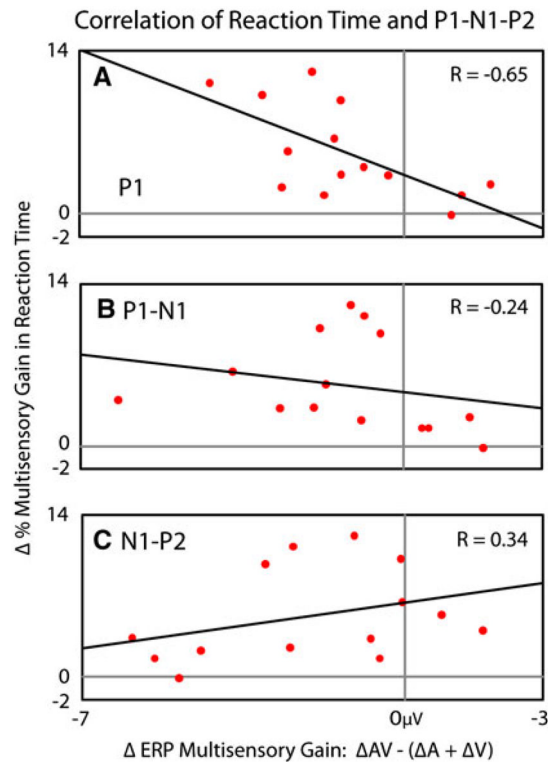 Correlation of Reaction Time and P1-N1-P2
Δ % Multisensory Gain in Reaction Time
14
A
R = -0.65
P1
0
-2
14
B P1-N1
R = -0.24
0
-2
14
C N1-P2
R = 0.34
0
-2
-7
0µV
-3
Δ ERP Multisensory Gain: ΔAV - (ΔA + ΔV)